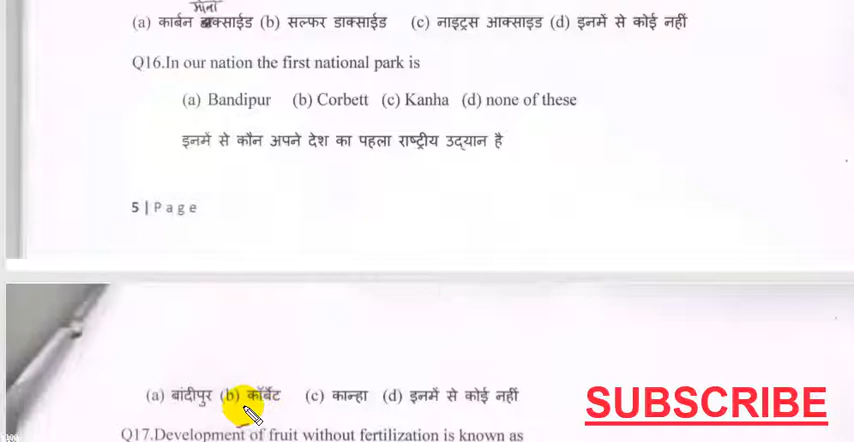 मोनो
(a) कार्बन डाक्साईड (b) सल्फर डाक्साईड (c) नाइट्रस आक्साइड (d) इनमें से कोई नहीं
Q16.In our nation the first national park is
(a) Bandipur (b) Corbett (c) Kanha (d) none of these
इनमें से कौन अपने देश का पहला राष्ट्रीय उद्यान है
5 | P a g e
(a) बांदीपुर (b) कॉर्बेट (c) कान्हा (d) इनमें से कोई नहीं
SUBSCRIBE
Q17.Development of fruit without fertilization is known as